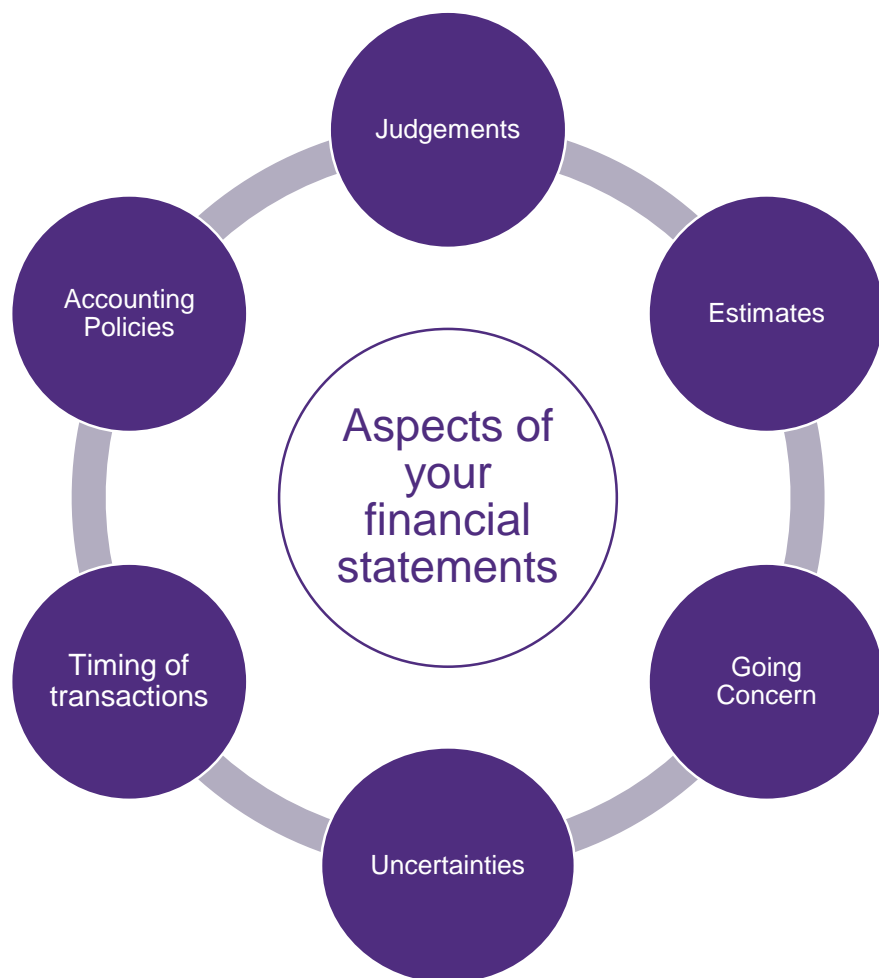 Judgements
Estimates
Going
Concern
Uncertainties
Timing of
transactions
Accounting
Policies
Aspects of
your
financial
statements